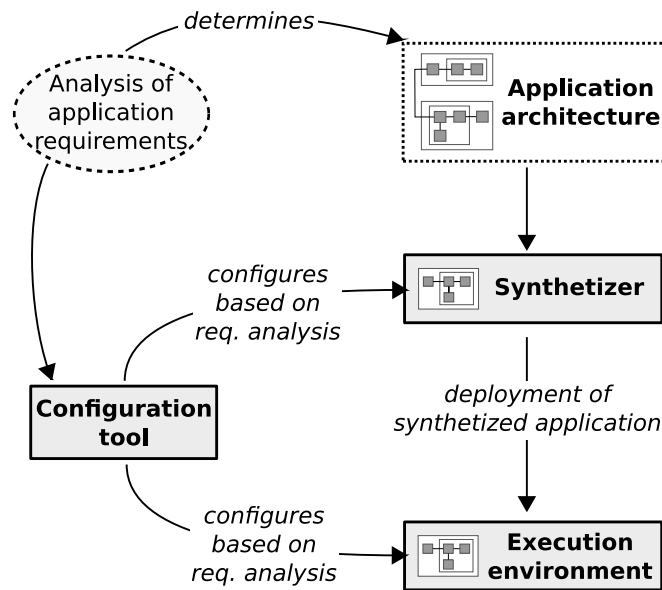 determines
Analysis of
application
requirements
Application
architecture
configures
based on
req. analysis
Synthetizer
Configuration
tool
deployment of
synthetized application
configures
based on
req. analysis
Execution
environment